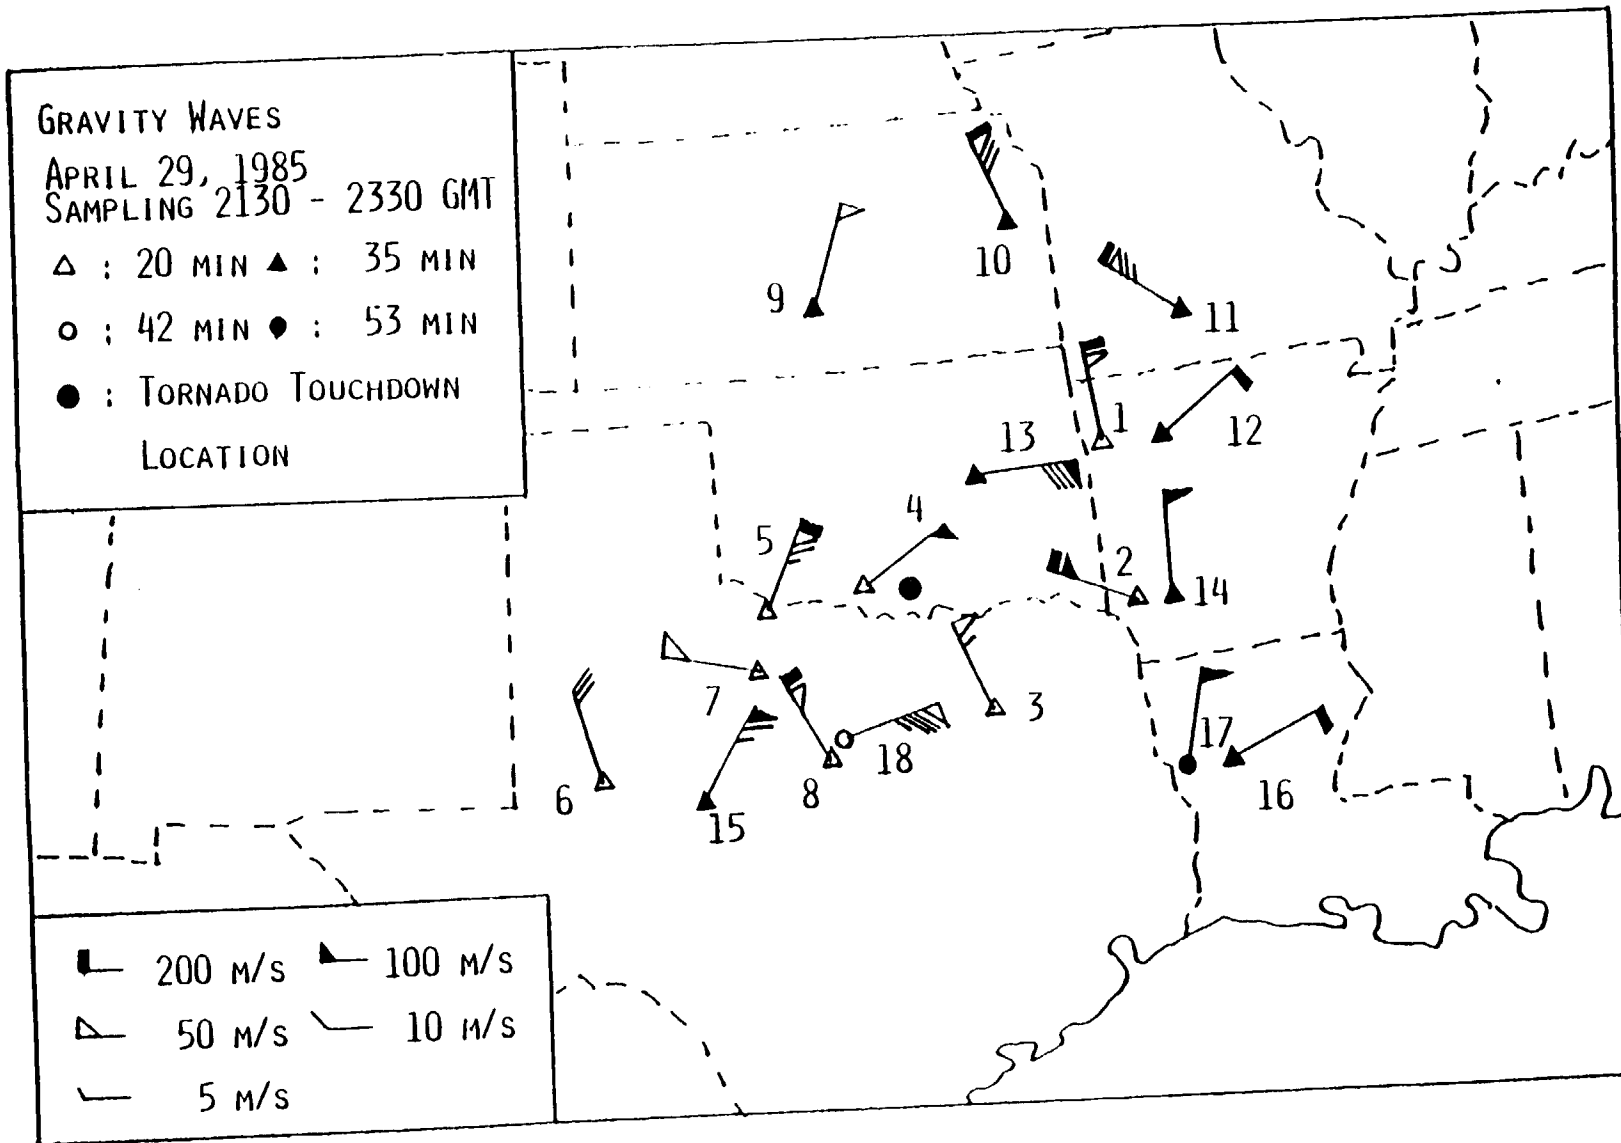 GRAVITY WAVES
APRIL 29, 1985
SAMPLING 2130 - 2330 GMT
△ : 20 MIN ▲ : 35 MIN
○ : 42 MIN ● : 53 MIN
● : TORNADO TOUCHDOWN
LOCATION
10
9
11
1
12
13
4
5
2
14
7
3
17
18
6
8
16
15
200 M/S 100 M/S
50 M/S 10 M/S
5 M/S